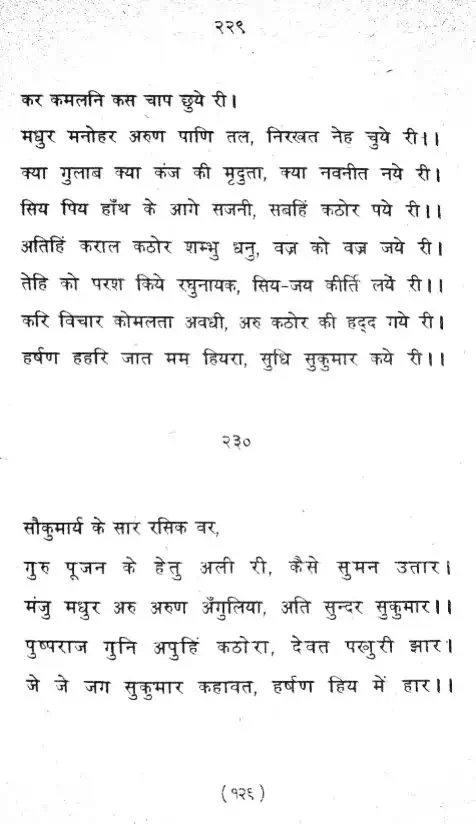 २२९
कर कमलनि कस चाप छुये री।
मधुर मनोहर अरुण पाणि तल, निरखत नेह चुये री।।
क्या गुलाब क्या कंज की मृदुता, क्या नवनीत नये री।
सिय पिय हाँथ के आगे सजनी, सबहिं कठोर पये री।।
अतिहिं कराल कठोर शम्भु धनु, वज्र को वज्र जये री।
तेहि को परश किये रघुनायक, सिय-जय कीर्ति लयें री।।
करि विचार कोमलता अवधी, अरु कठोर की हद्द गये री।
हर्षण हहरि जात मम हियरा, सुधि सुकुमार कये री।।
२३०
सौकुमार्य के सार रसिक वर,
गुरु पूजन के हेतु अली री, कैसे सुमन उतार।
मंजु मधुर अरु अरुण अँगुलिया, अति सुन्दर सुकुमार।।
पुष्पराज गुनि अपुहिं कठोरा, देवत पखुरी झार।
जे जे जग सुकुमार कहावत, हर्षण हिय में हार।।
(१२६)